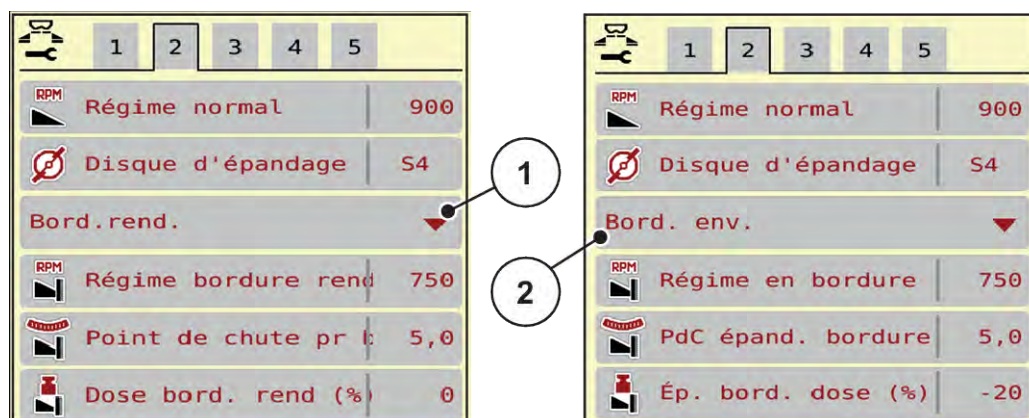 1 2 3 4 5
RPM Régime normal 900
Disque d'épandage S4
Bord.rend.
RPM Régime bordure rend 750
Point de chute pr 5,0
Dose bord. rend (%) 0
1
2
1 2 3 4 5
RPM Régime normal 900
Disque d'épandage S4
Bord. env.
RPM Régime en bordure 750
PdC épand. bordure 5,0
Ép. bord. dose (%) -20